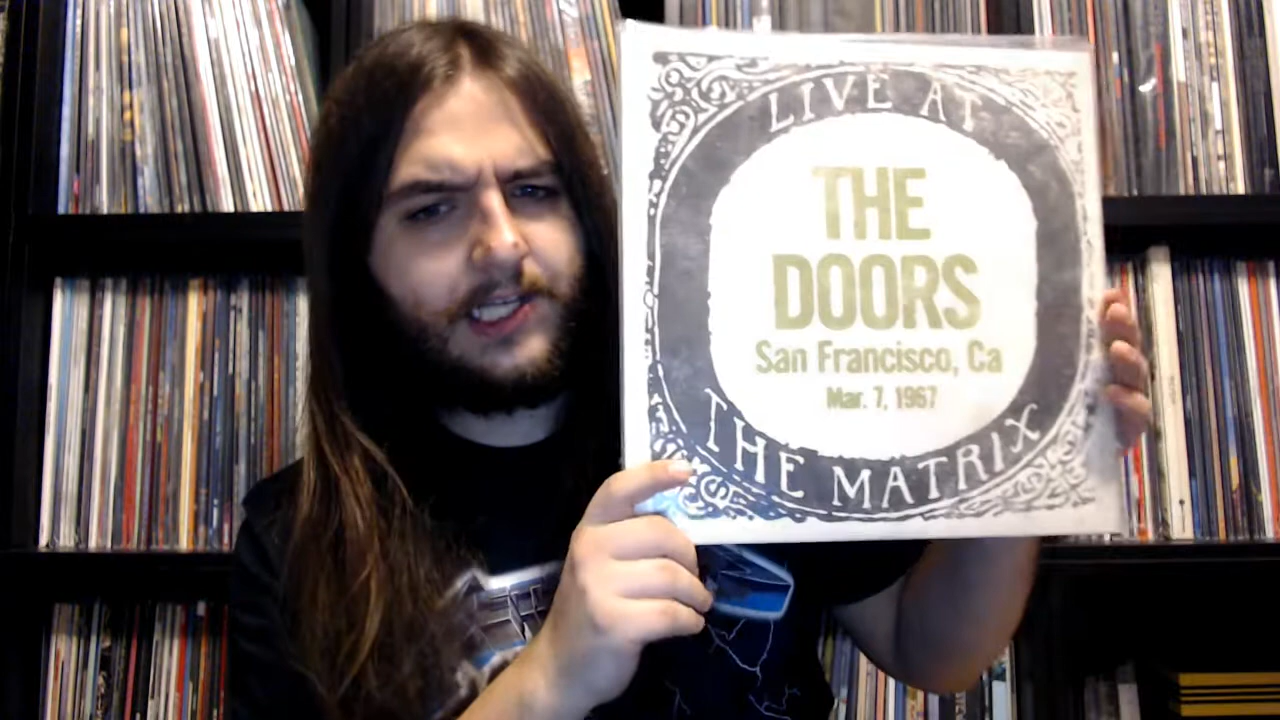 LIVE AT
THE
DOORS
San Francisco, Ca
Mar. 7, 1967
THE MATRIX